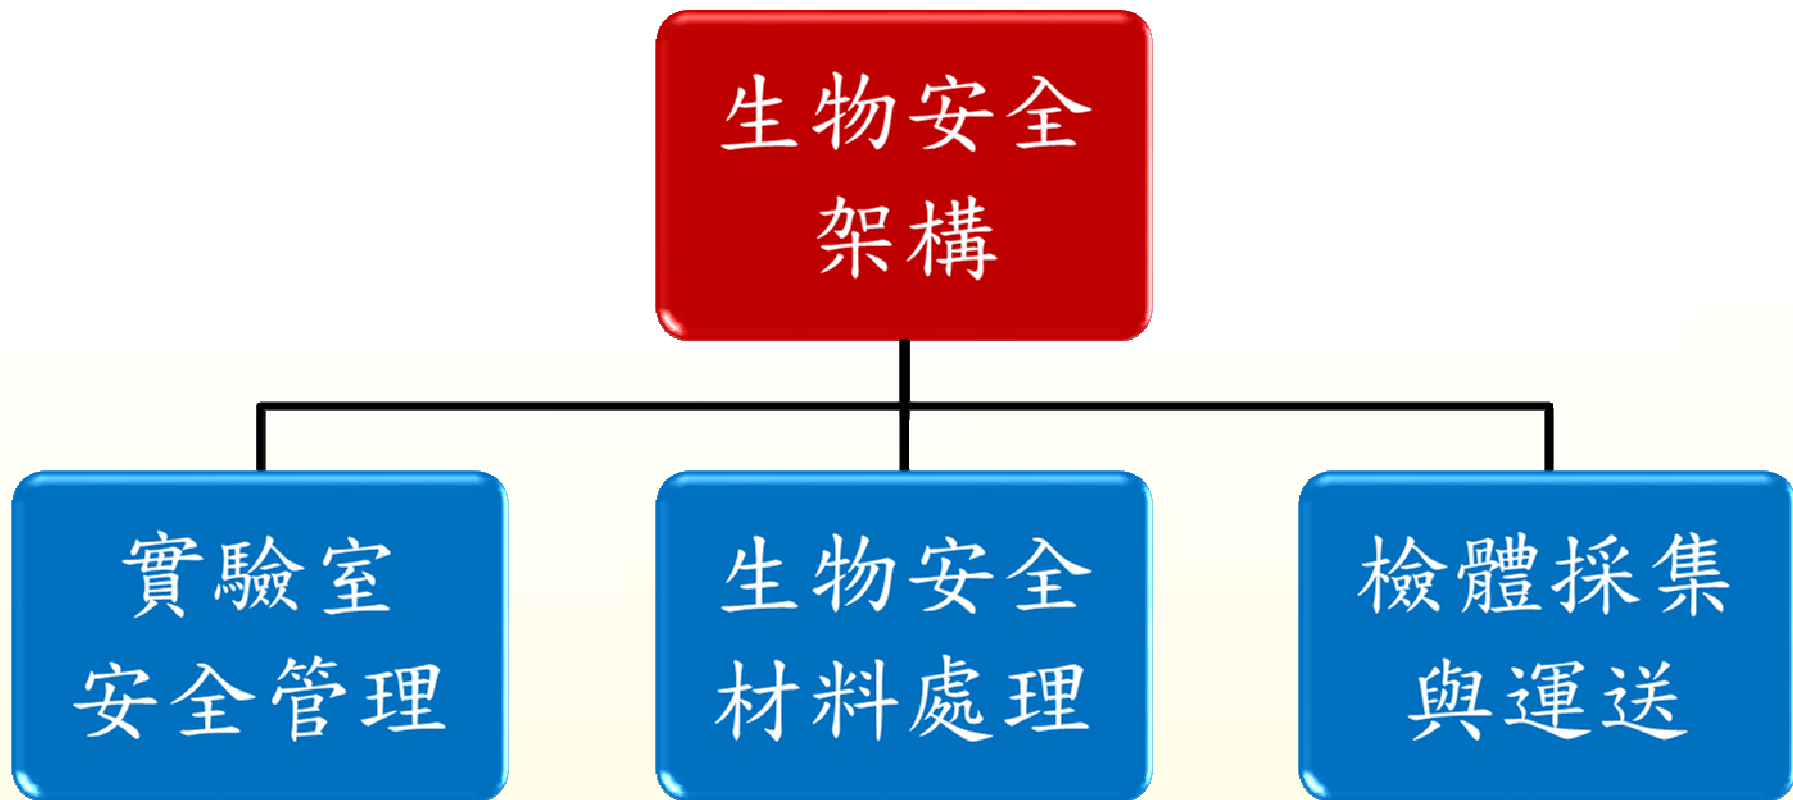 生物安全
架構
實驗室
安全管理
生物安全
材料處理
檢體採集
與運送